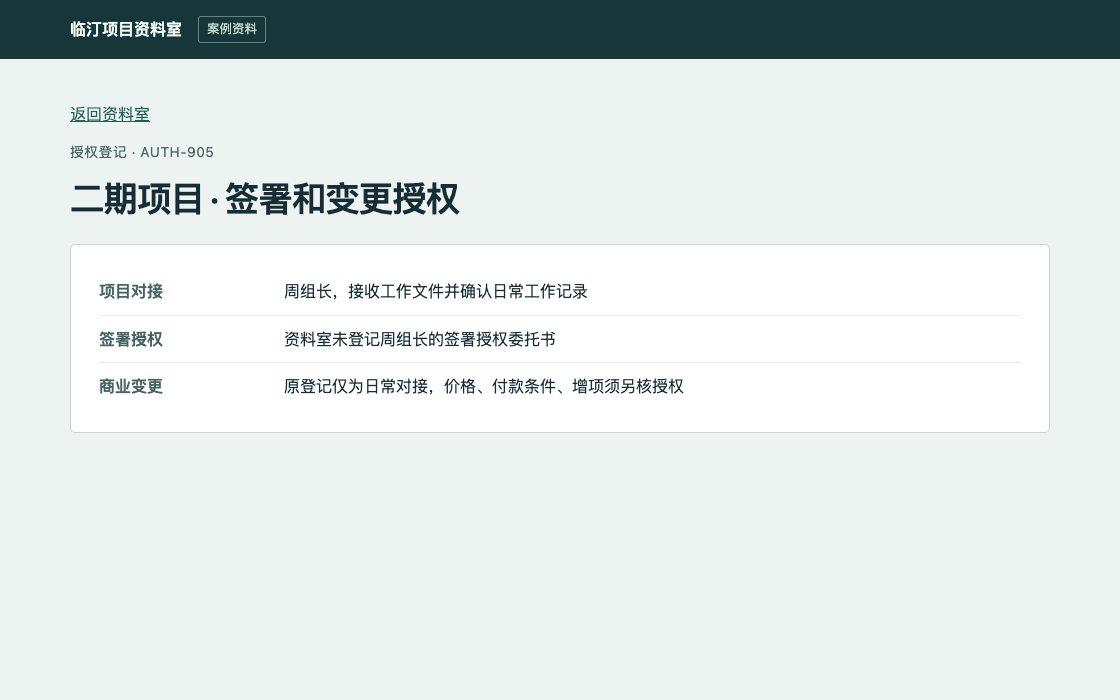 临汀项目资料室 案例资料
返回资料室
授权登记 · AUTH-905
二期项目 · 签署和变更授权
项目对接 周组长，接收工作文件并确认日常工作记录
签署授权 资料室未登记周组长的签署授权委托书
商业变更 原登记仅为日常对接，价格、付款条件、增项须另核授权